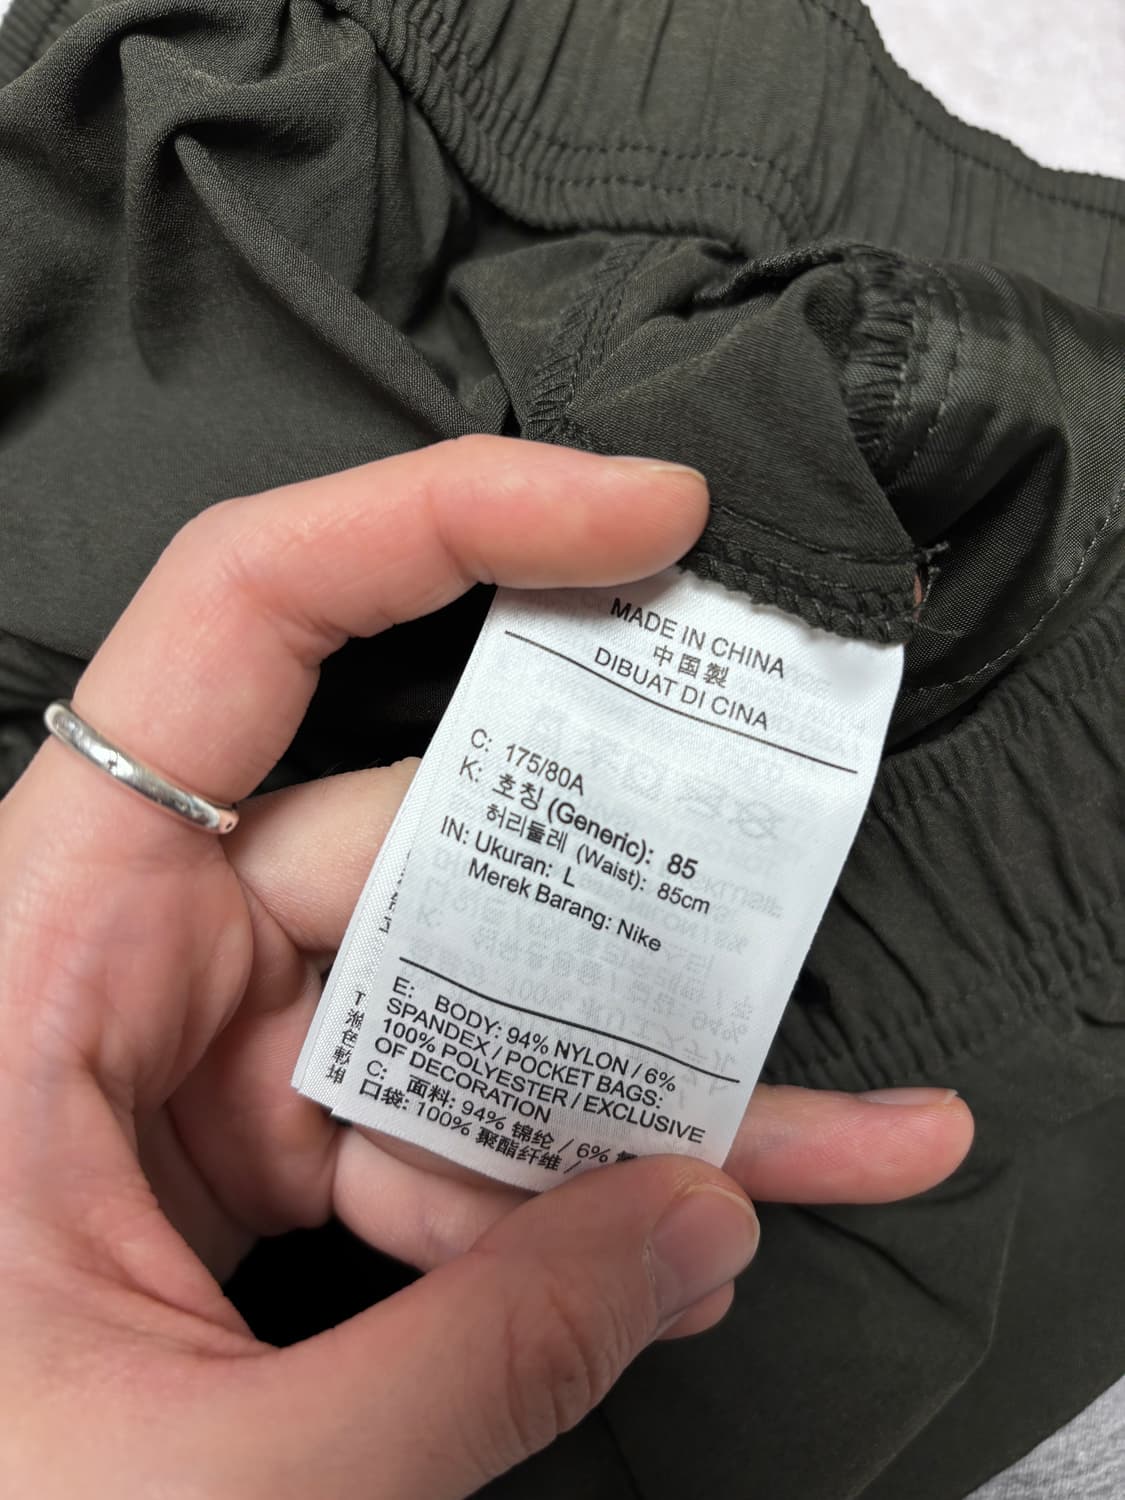 MADE IN CHINA
中国製
DIBUAT DI CINA
C: 175/80A
K: 호칭 (Generic): 85
허리둘레 (Waist): 85cm
IN: Ukuran: L
Merek Barang: Nike
E: BODY: 94% NYLON / 6%
SPANDEX / POCKET BAGS:
100% POLYESTER / EXCLUSIVE
OF DECORATION
C: 面料: 94% 锦纶 / 6%
口袋: 100% 聚酯纤维 /